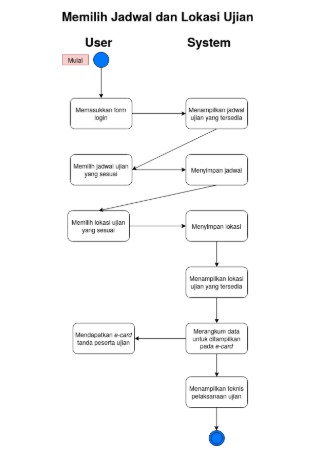 Memilih Jadwal dan Lokasi Ujian
User
System
Mulai
Memasukkan form
login
Menampilkan jadwal
ujian yang tersedia
Memilih jadwal ujian
yang sesuai
Menyimpan jadwal
Memilih lokasi ujian
yang sesuai
Menyimpan lokasi
Menampilkan lokasi
ujian yang tersedia
Mendapatkan e-card
tanda peserta ujian
Merangkum data
untuk ditampilkan
pada e-card
Menampilkan teknis
pelaksanaan ujian